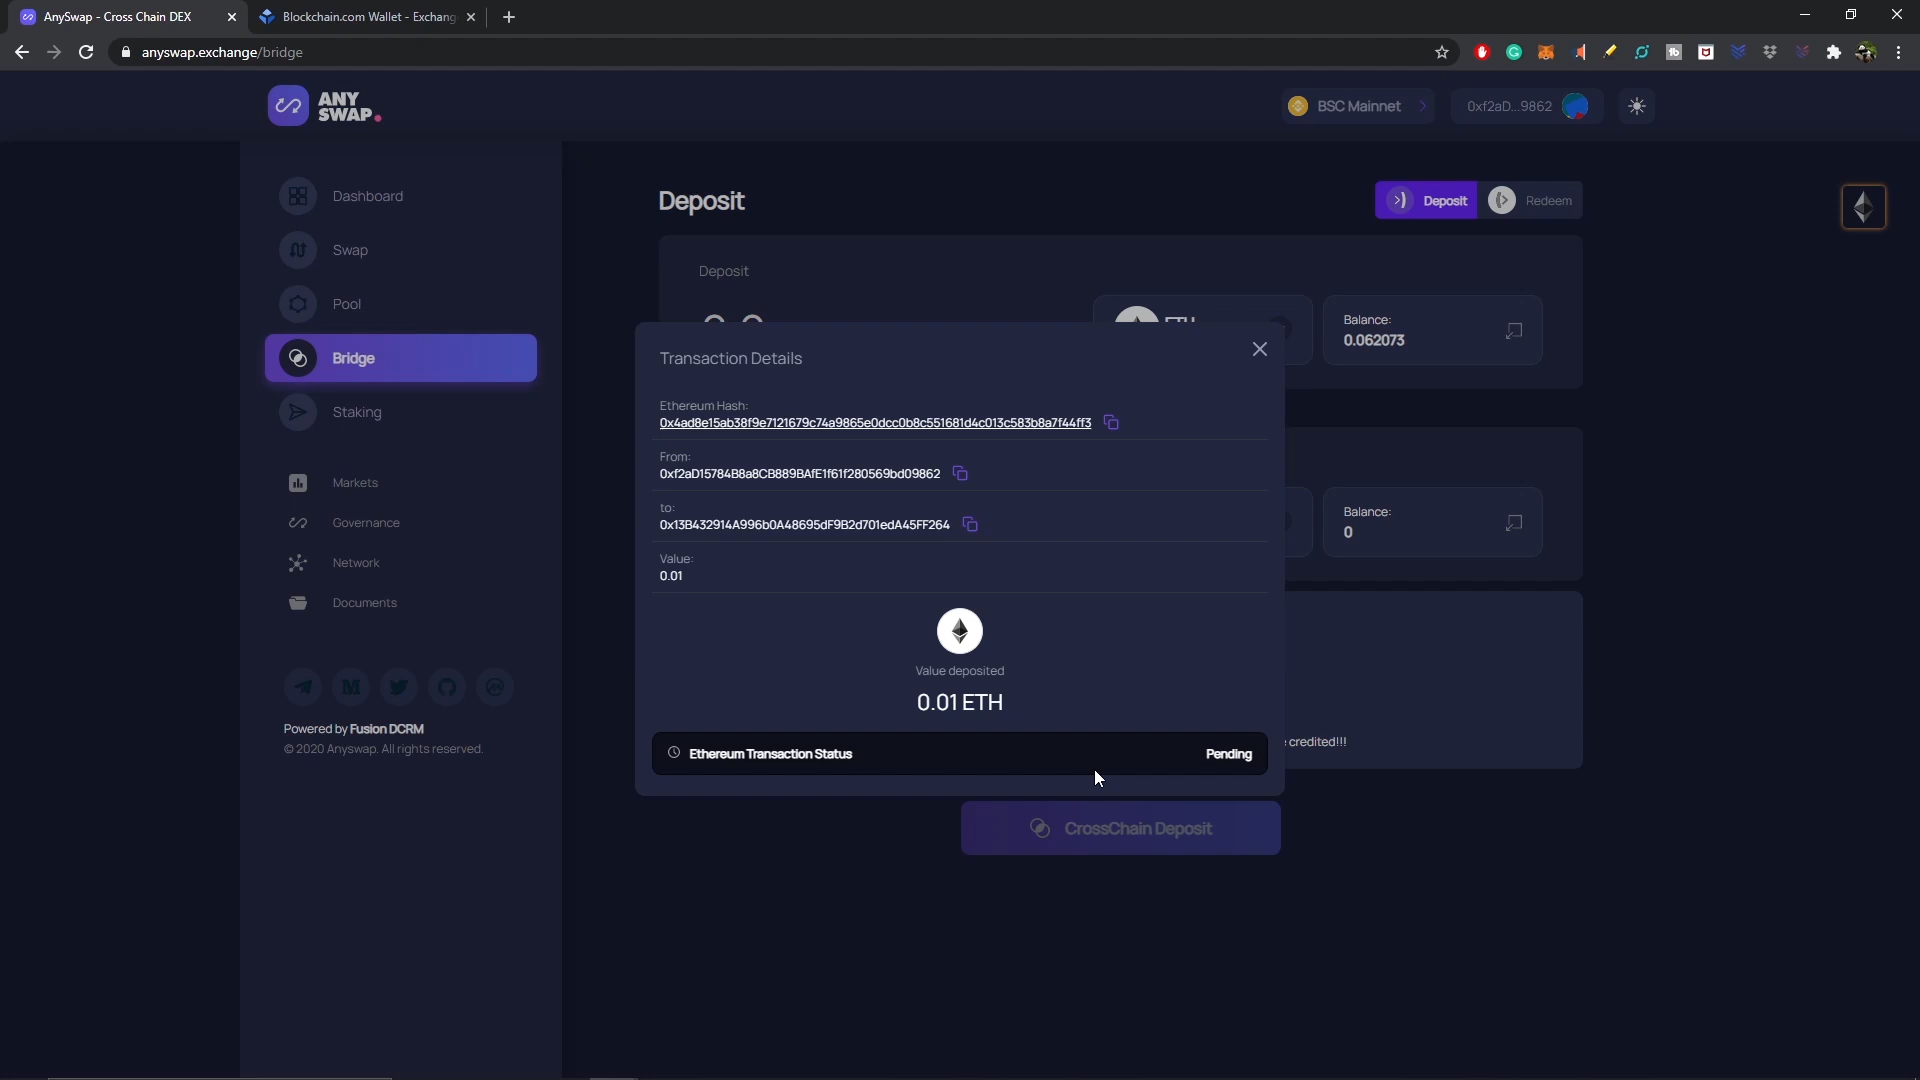 AnySwap - Cross Chain DEX
Blockchain.com Wallet - Exchang
anyswap.exchange/bridge
ANY
SWAP.
BSC Mainnet
0xf2aD...9862
Dashboard
Swap
Pool
Bridge
Staking
Markets
Governance
Network
Documents
Powered by Fusion DCRM
© 2020 Anyswap. All rights reserved.
Deposit
Deposit
Redeem
Deposit
Balance:
0.062073
Transaction Details
Ethereum Hash:
0x4ad8e15ab38f9e7121679c74a9865e0dcc0b8c551681d4c013c583b8a7f44ff3
From:
0xf2aD15784B8a8CB889BAfE1f61f280569bd09862
to:
0x13B432914A996b0A48695dF9B2d701edA45FF264
Value:
0.01
Value deposited
0.01 ETH
Ethereum Transaction Status
Pending
Balance:
0
credited!!!
CrossChain Deposit